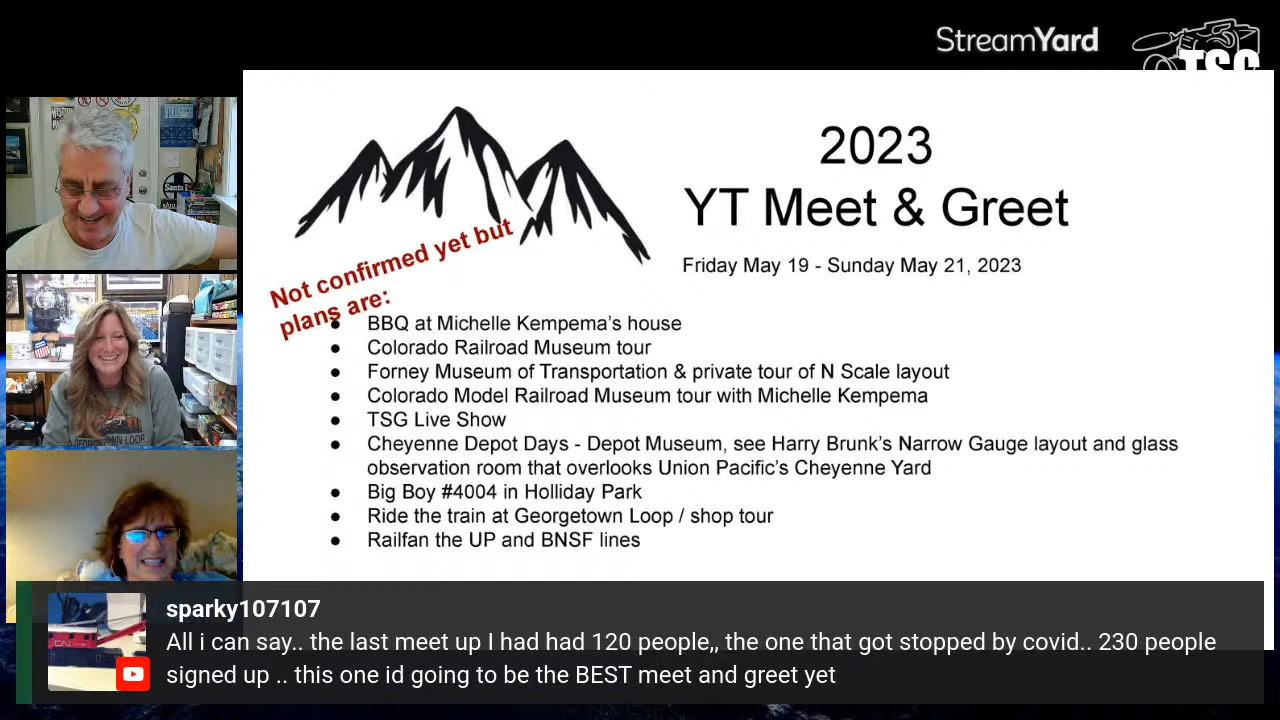 StreamYard
TSG
2023
YT Meet & Greet
Friday May 19 - Sunday May 21, 2023
Not confirmed yet but
plans are:
● BBQ at Michelle Kempema’s house
● Colorado Railroad Museum tour
● Forney Museum of Transportation & private tour of N Scale layout
● Colorado Model Railroad Museum tour with Michelle Kempema
● TSG Live Show
● Cheyenne Depot Days - Depot Museum, see Harry Brunk’s Narrow Gauge layout and glass
observation room that overlooks Union Pacific’s Cheyenne Yard
● Big Boy #4004 in Holliday Park
● Ride the train at Georgetown Loop / shop tour
● Railfan the UP and BNSF lines
Santa Fe
GEORGETOWN LOOP
CN
sparky107107
All i can say.. the last meet up I had had 120 people,, the one that got stopped by covid.. 230 people
signed up .. this one id going to be the BEST meet and greet yet